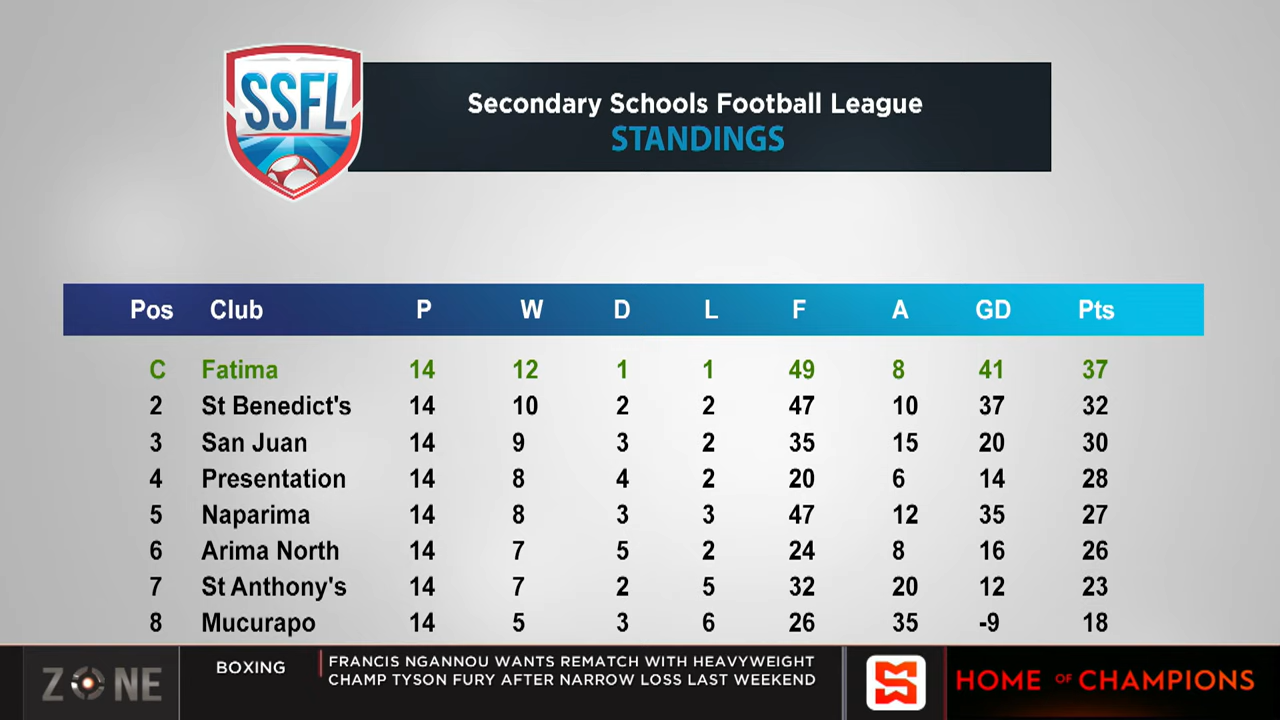 SSFL
Secondary Schools Football League
STANDINGS
Pos Club P W D L F A GD Pts
C Fatima 14 12 1 1 49 8 41 37
2 St Benedict's 14 10 2 2 47 10 37 32
3 San Juan 14 9 3 2 35 15 20 30
4 Presentation 14 8 4 2 20 6 14 28
5 Naparima 14 8 3 3 47 12 35 27
6 Arima North 14 7 5 2 24 8 16 26
7 St Anthony's 14 7 2 5 32 20 12 23
8 Mucurapo 14 5 3 6 26 35 -9 18
ZONE
BOXING
FRANCIS NGANNOU WANTS REMATCH WITH HEAVYWEIGHT
CHAMP TYSON FURY AFTER NARROW LOSS LAST WEEKEND
HOME OF CHAMPIONS